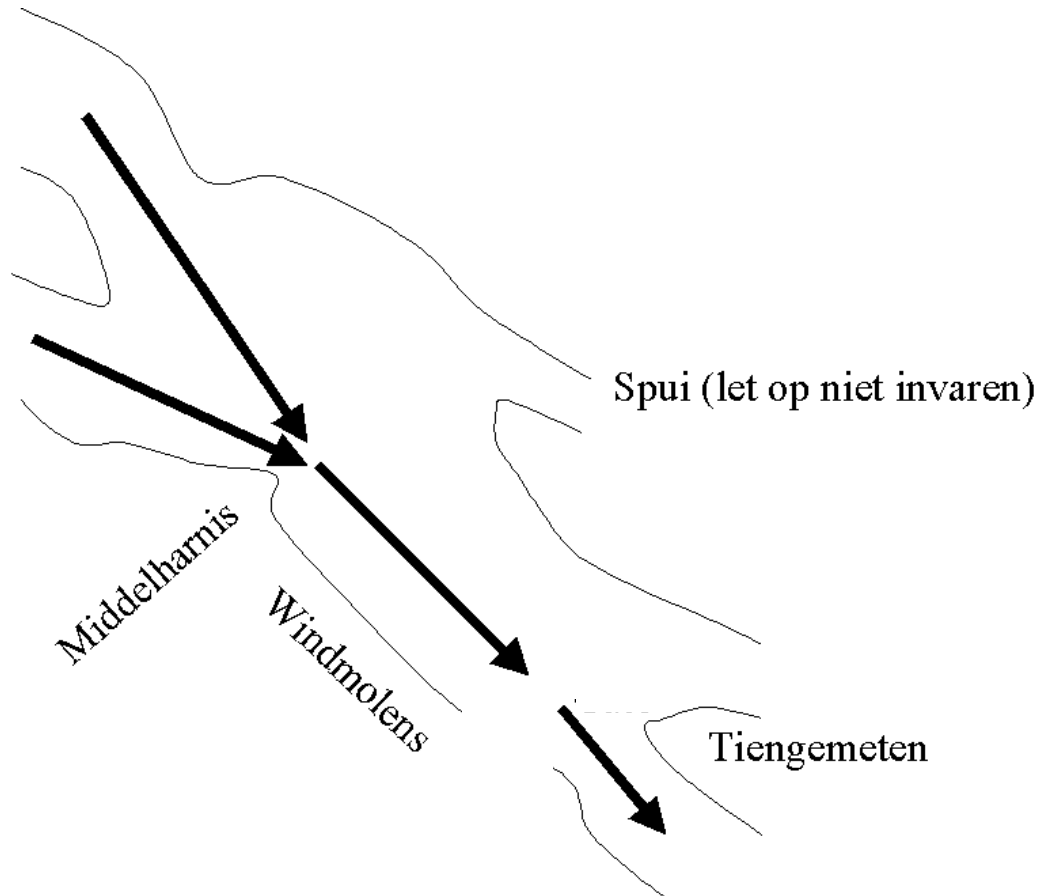 Spui (let op niet invaren)
Middelharnis
Windmolens
Tiengemeten